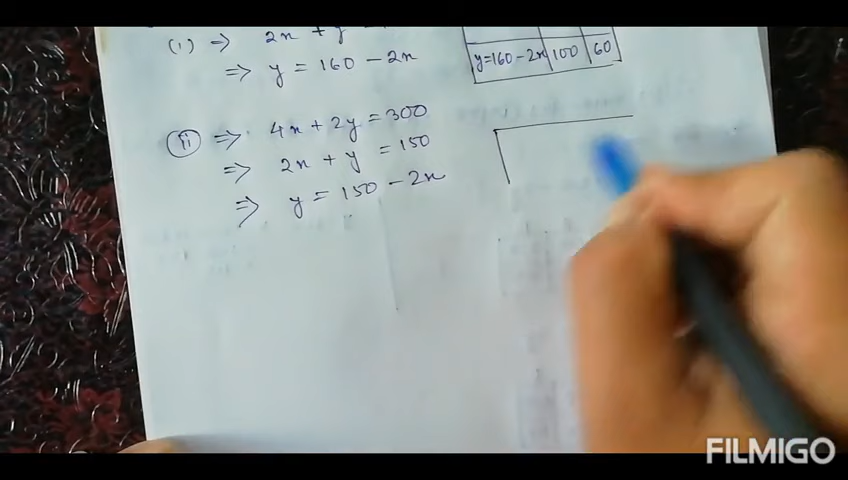 (i) ⇒ 2x + y =
⇒ y = 160 - 2x
y=160-2x 100 60
(ii) ⇒ 4x + 2y = 300
⇒ 2x + y = 150
⇒ y = 150 - 2x
FILMIGO